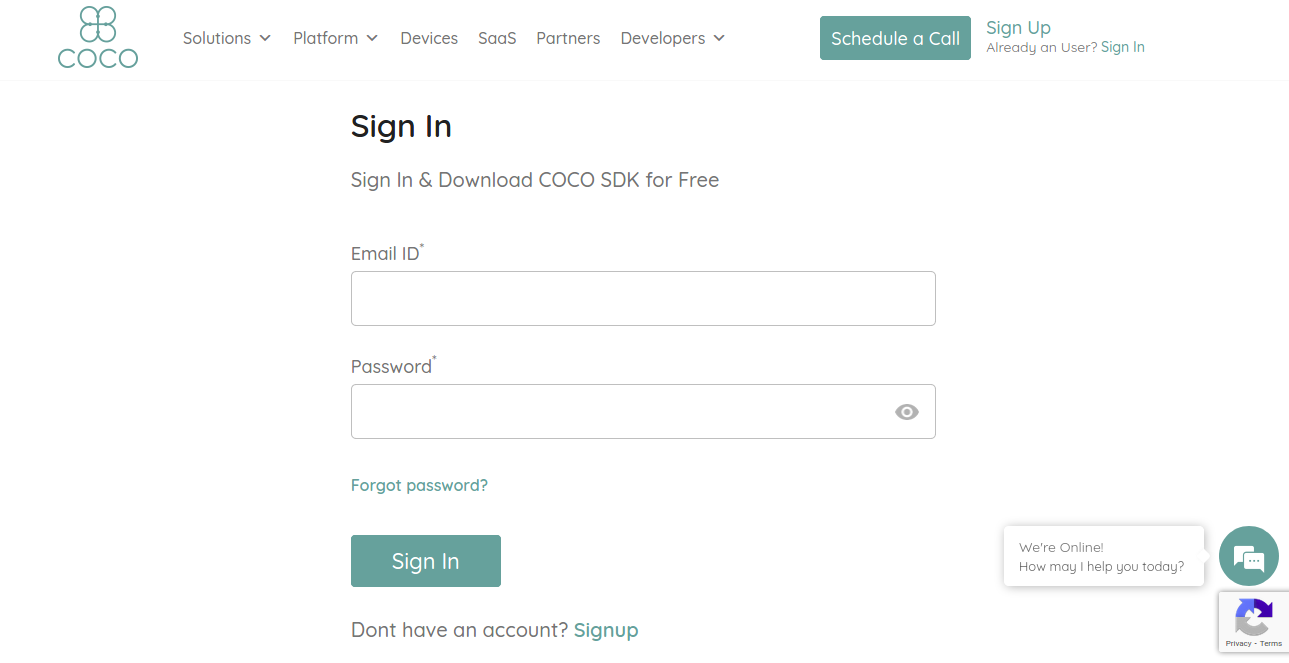 COCO
Solutions Platform Devices SaaS Partners Developers
Schedule a Call
Sign Up
Already an User? Sign In
Sign In
Sign In & Download COCO SDK for Free
Email ID*
Password*
Forgot password?
Sign In
Dont have an account? Signup
We're Online!
How may I help you today?
Privacy - Terms